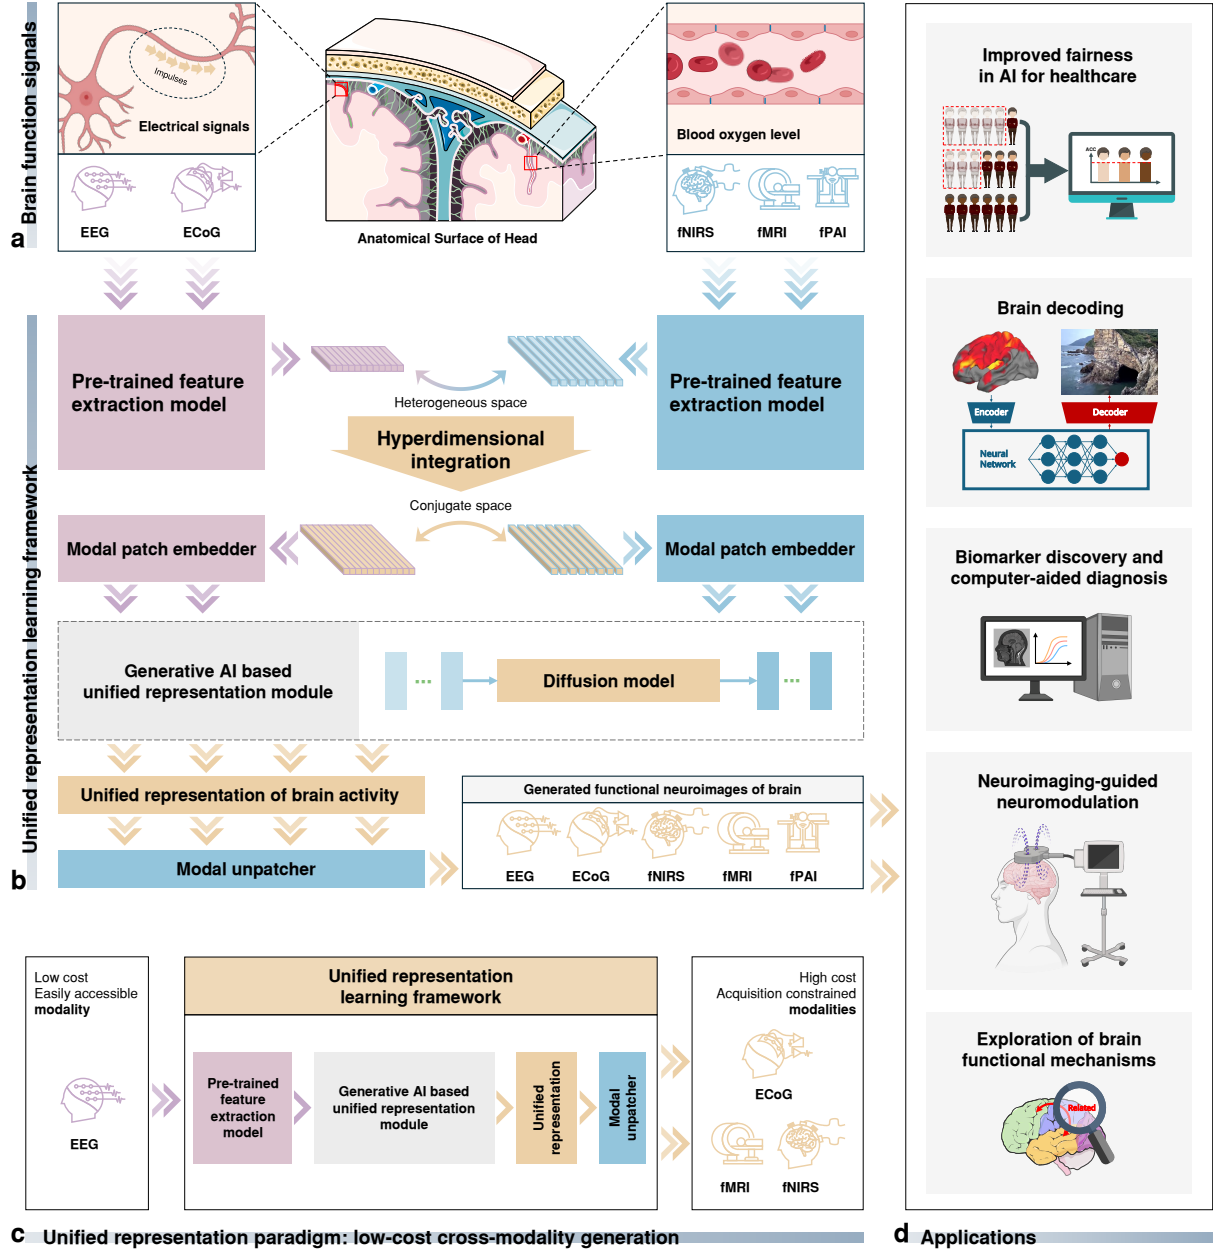 Brain function signals
a
Impulses
Electrical signals
EEG
ECoG
Anatomical Surface of Head
Blood oxygen level
fNIRS
fMRI
fPAI
Unified representation learning framework
b
Pre-trained feature
extraction model
Heterogeneous space
Pre-trained feature
extraction model
Hyperdimensional
integration
Conjugate space
Modal patch embedder
Modal patch embedder
Generative AI based
unified representation module
...
Diffusion model
...
Unified representation of brain activity
Modal unpatcher
Generated functional neuroimages of brain
EEG
ECoG
fNIRS
fMRI
fPAI
Low cost
Easily accessible
modality
EEG
Unified representation
learning framework
Pre-trained
feature
extraction
model
Generative AI based
unified representation
module
Unified
representation
Modal
unpatcher
High cost
Acquisition constrained
modalities
ECoG
fMRI
fNIRS
c
Unified representation paradigm: low-cost cross-modality generation
Improved fairness
in AI for healthcare
ACC
Brain decoding
Encoder
Decoder
Neural
Network
Biomarker discovery and
computer-aided diagnosis
Neuroimaging-guided
neuromodulation
Exploration of brain
functional mechanisms
Related
d
Applications